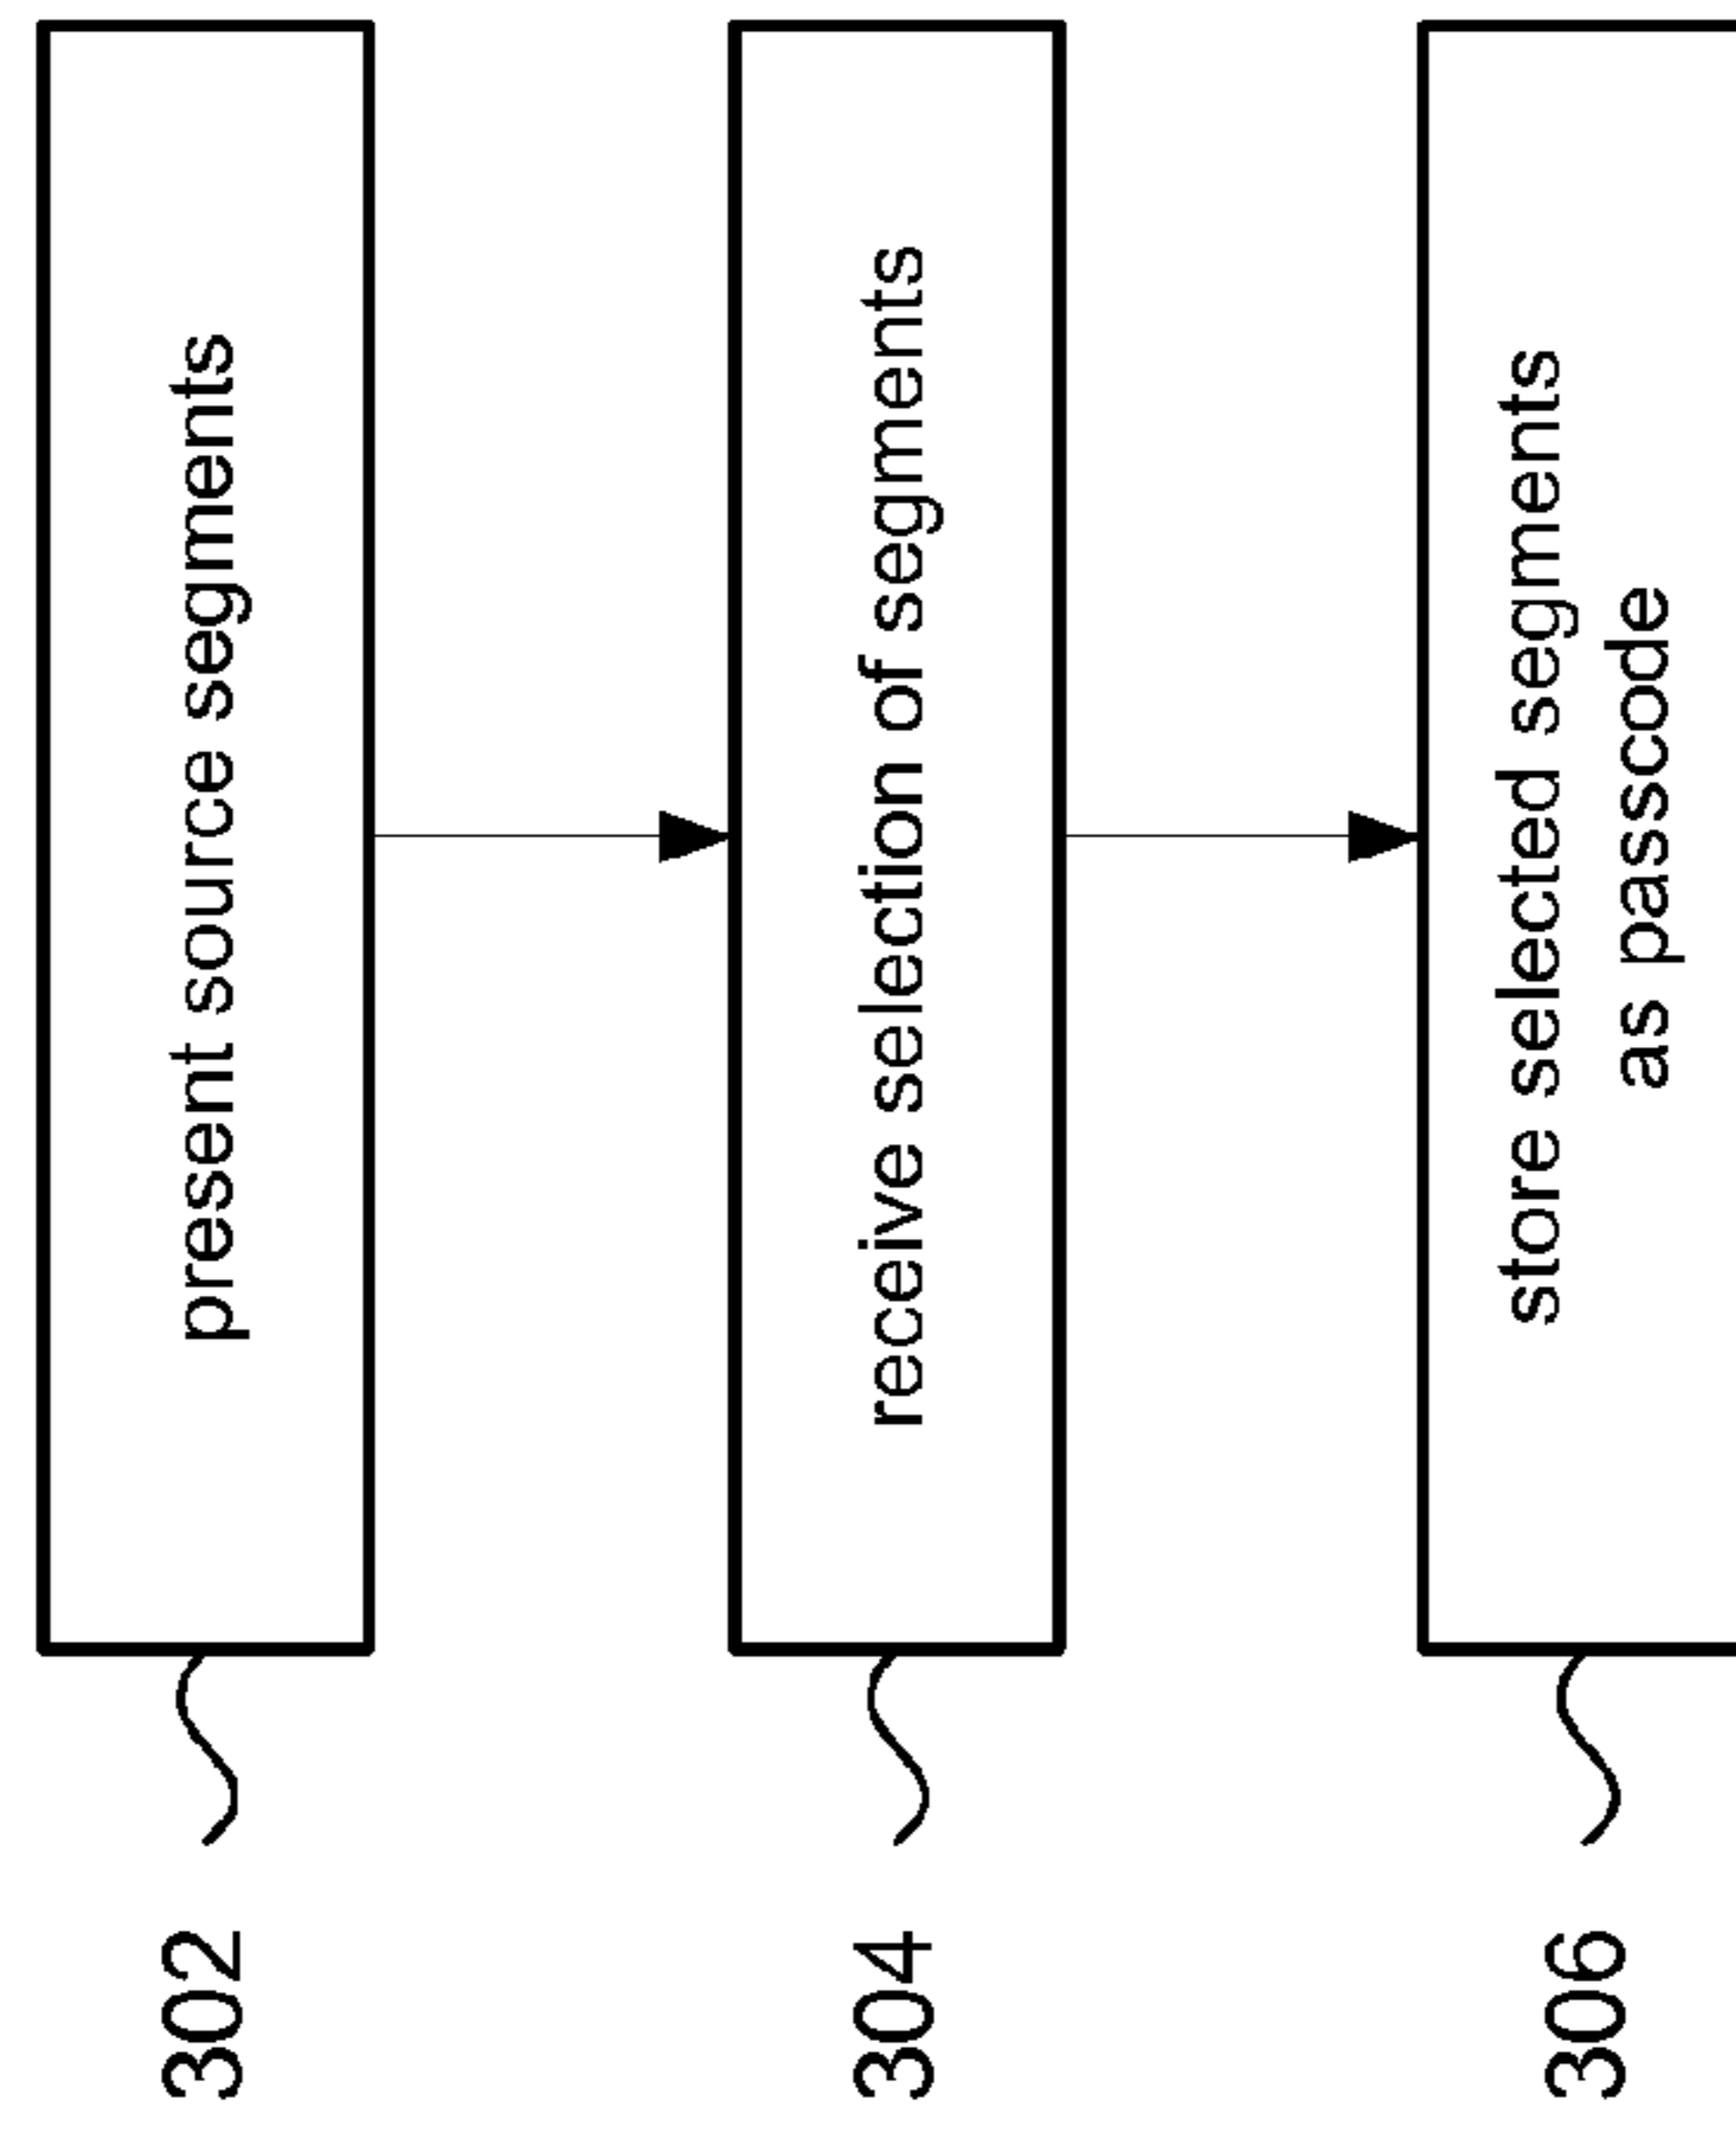 302
present source segments
304
receive selection of segments
306
store selected segments
as passcode